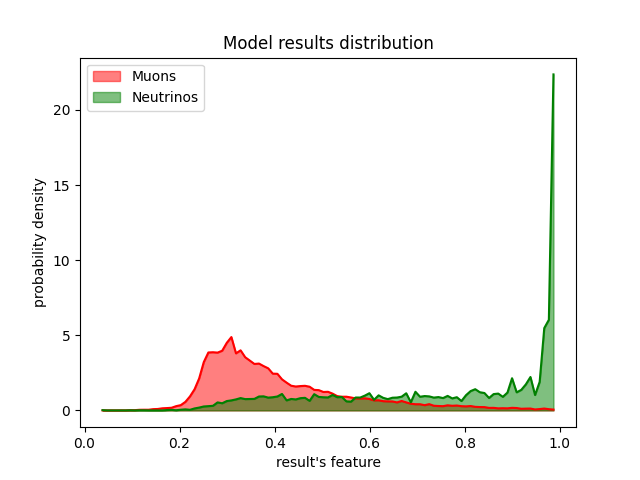 Model results distribution
Muons
Neutrinos
probability density
20
15
10
5
0
0.0 0.2 0.4 0.6 0.8 1.0
result's feature